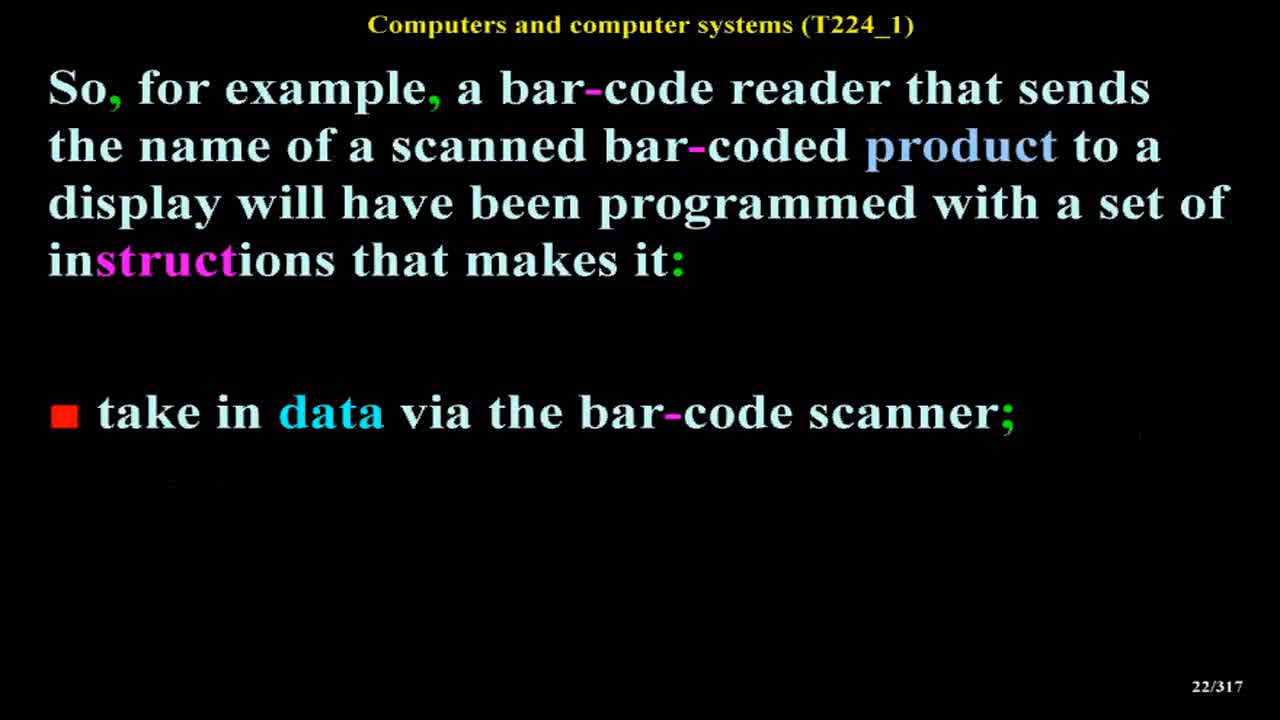 Computers and computer systems (T224_1)
So, for example, a bar-code reader that sends
the name of a scanned bar-coded product to a
display will have been programmed with a set of
instructions that makes it:
■ take in data via the bar-code scanner;
22/317